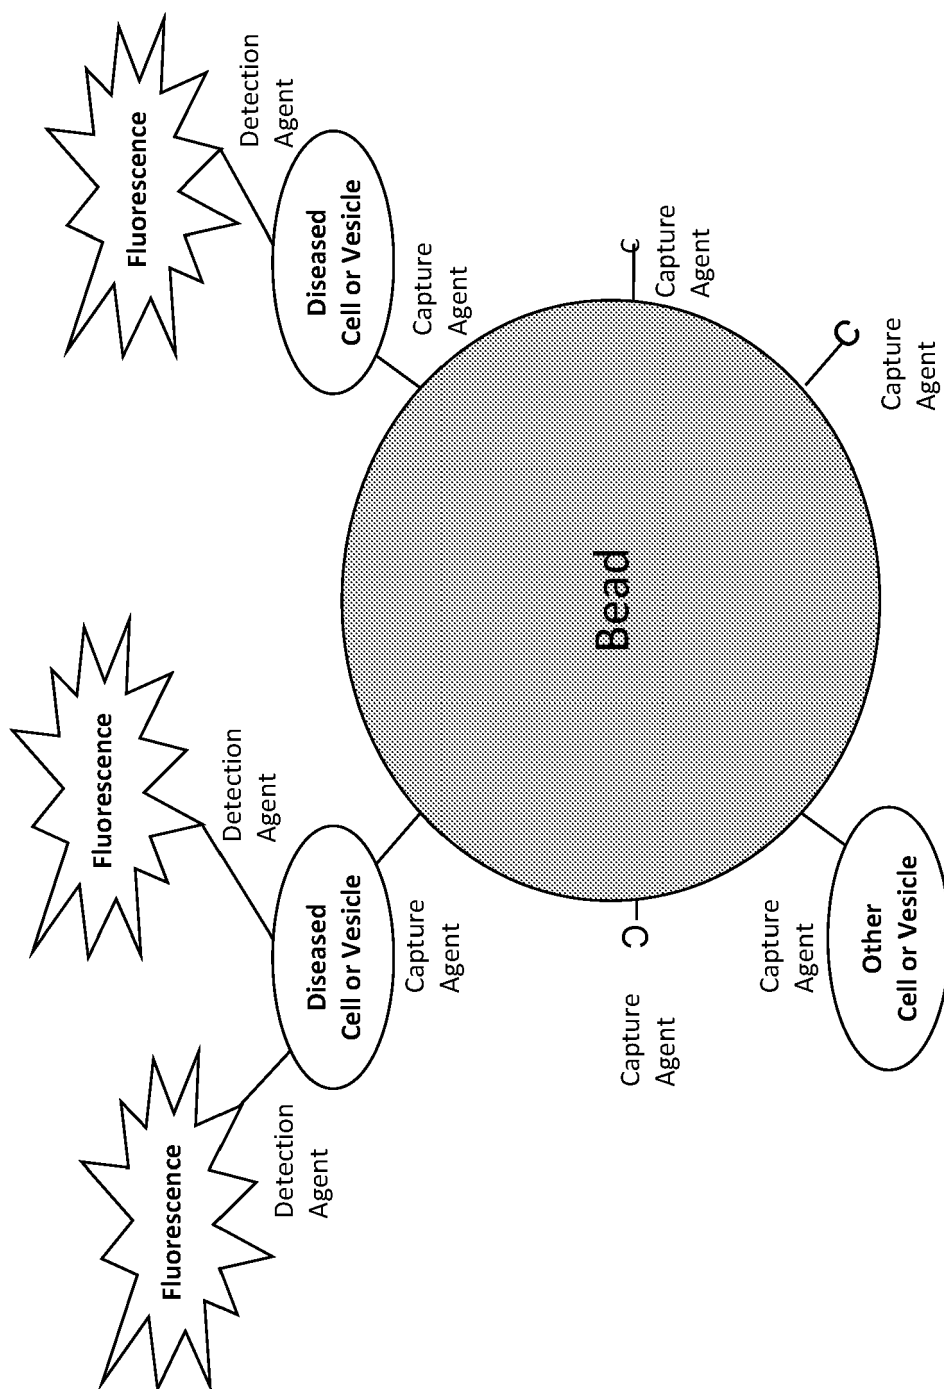 Fluorescence
Fluorescence
Fluorescence
Detection
Agent
Detection
Agent
Detection
Agent
Diseased
Cell or Vesicle
Diseased
Cell or Vesicle
Capture
Agent
Capture
Agent
Bead
C
Capture
Agent
C
Capture
Agent
Capture
Agent
C
Capture
Agent
Other
Cell or Vesicle